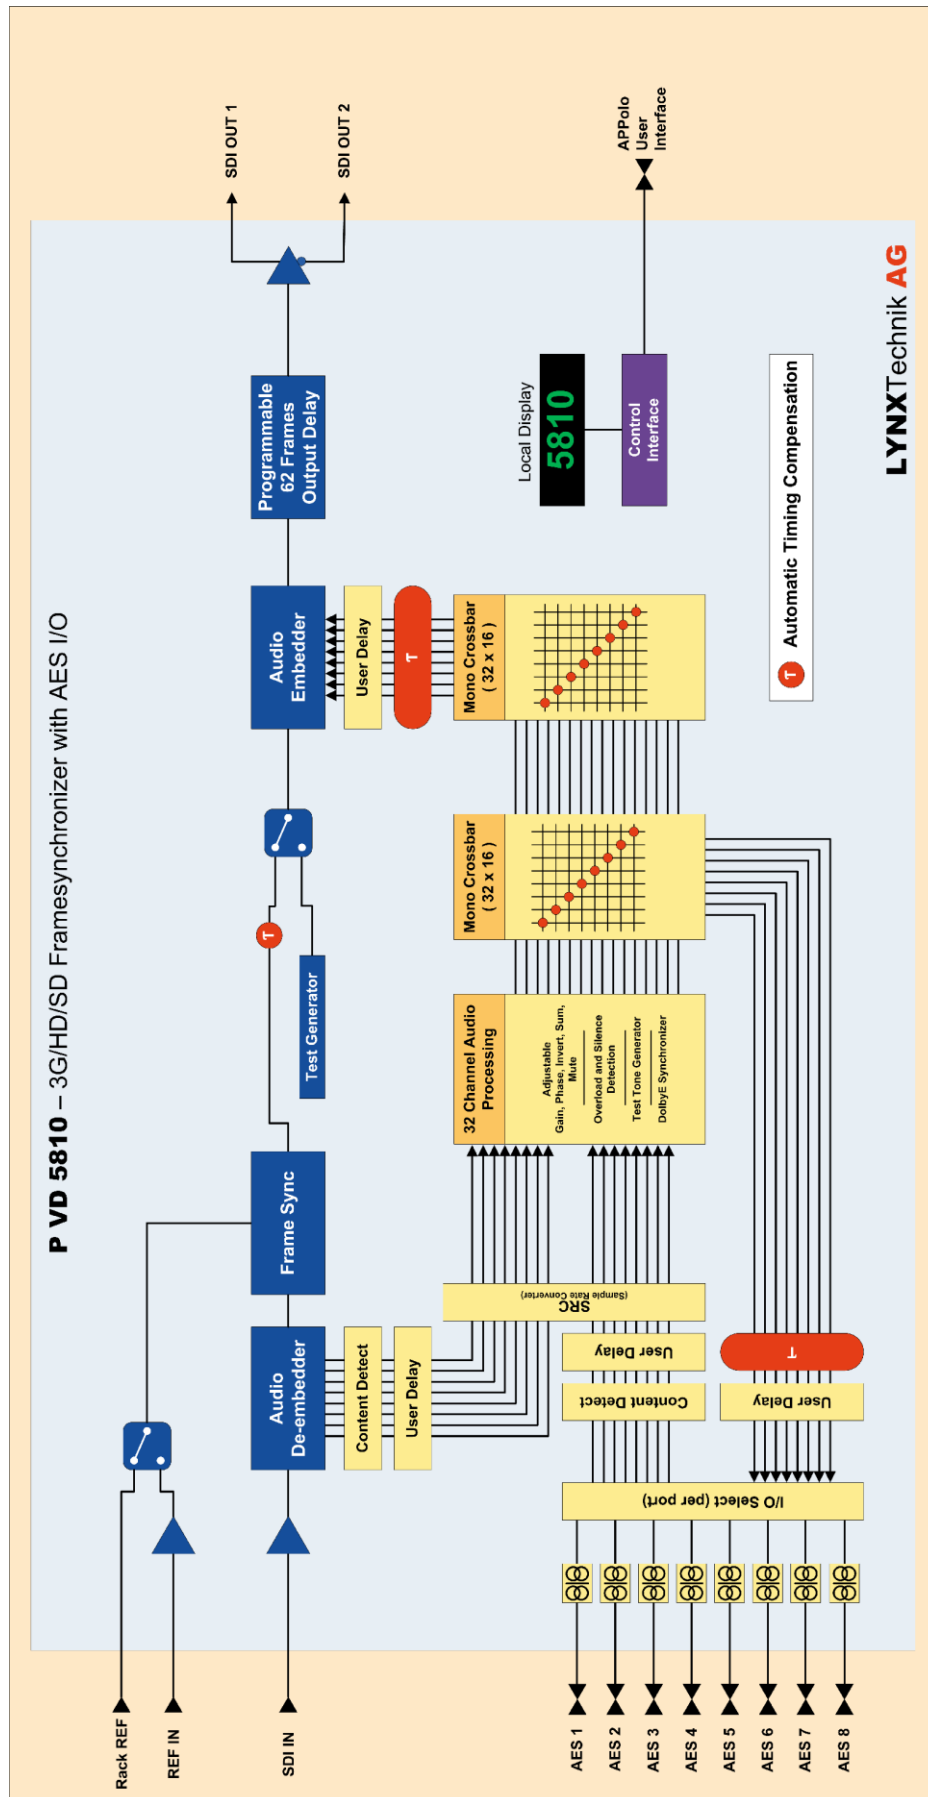 P VD 5810 – 3G/HD/SD Framesynchronizer with AES I/O
Rack REF
REF IN
SDI IN
Audio
De-embedder
Frame Sync
Test Generator
τ
Audio
Embedder
Programmable
62 Frames
Output Delay
SDI OUT 1
SDI OUT 2
Content Detect
User Delay
User Delay
τ
SRC
(Sample Rate Converter)
32 Channel Audio
Processing
Adjustable
Gain, Phase, Invert, Sum,
Mute
Overload and Silence
Detection
Test Tone Generator
DolbyE Synchronizer
Mono Crossbar
( 32 x 16 )
Mono Crossbar
( 32 x 16 )
Local Display
5810
Control
Interface
APPolo
User
Interface
User Delay
Content Detect
τ
User Delay
I/O Select (per port)
AES 1
AES 2
AES 3
AES 4
AES 5
AES 6
AES 7
AES 8
τ Automatic Timing Compensation
LYNXTechnik AG